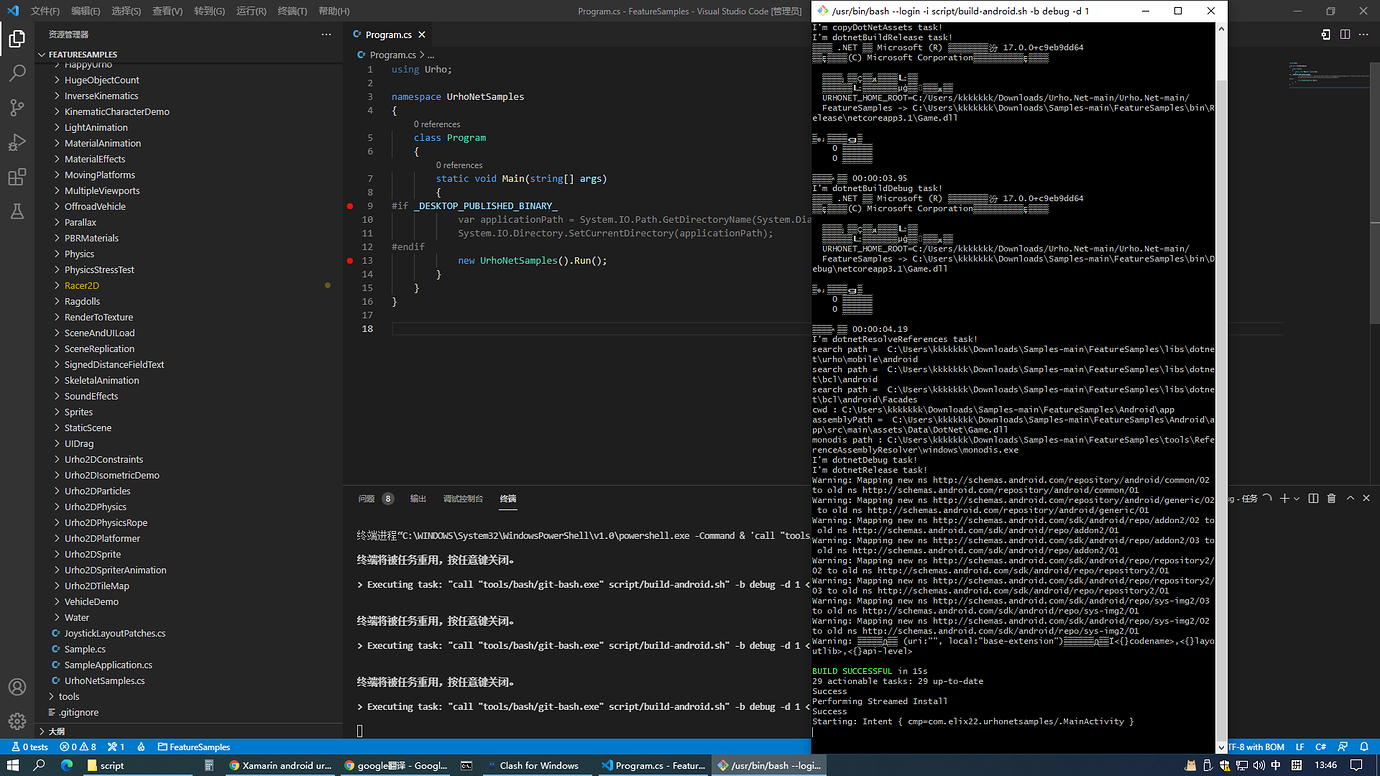 文件(F) 编辑(E) 选择(S) 查看(V) 转到(G) 运行(R) 终端(T) 帮助(H)
Program.cs - FeatureSamples - Visual Studio Code [管理员]
资源管理器
FEATURESAMPLES
HappyUrho
HugeObjectCount
InverseKinematics
KinematicCharacterDemo
LightAnimation
MaterialAnimation
MaterialEffects
MovingPlatforms
MultipleViewports
OffroadVehicle
Parallax
PBRMaterials
Physics
PhysicsStressTest
Racer2D
Ragdolls
RenderToTexture
SceneAndUILoad
SceneReplication
SignedDistanceFieldText
SkeletalAnimation
SoundEffects
Sprites
StaticScene
UIDrag
Urho2DConstraints
Urho2DIsometricDemo
Urho2DParticles
Urho2DPhysics
Urho2DPhysicsRope
Urho2DPlatformer
Urho2DSprite
Urho2DSpriterAnimation
Urho2DTileMap
VehicleDemo
Water
JoystickLayoutPatches.cs
Sample.cs
SampleApplication.cs
UrhoNetSamples.cs
tools
.gitignore
大纲
Program.cs
Program.cs > ...
1 using Urho;
2
3 namespace UrhoNetSamples
4 {
0 references
5 class Program
6 {
0 references
7 static void Main(string[] args)
8 {
9 #if _DESKTOP_PUBLISHED_BINARY_
10 var applicationPath = System.IO.Path.GetDirectoryName(System.Dia
11 System.IO.Directory.SetCurrentDirectory(applicationPath);
12 #endif
13 new UrhoNetSamples().Run();
14 }
15 }
16 }
17
18
问题 8 输出 调试控制台 终端
终端进程"C:\WINDOWS\System32\WindowsPowerShell\v1.0\powershell.exe -Command & 'call "tools
终端将被任务重用，按任意键关闭。
> Executing task: "call "tools/bash/git-bash.exe" script/build-android.sh" -b debug -d 1 <
终端将被任务重用，按任意键关闭。
> Executing task: "call "tools/bash/git-bash.exe" script/build-android.sh" -b debug -d 1 <
终端将被任务重用，按任意键关闭。
> Executing task: "call "tools/bash/git-bash.exe" script/build-android.sh" -b debug -d 1 <
/usr/bin/bash --login -i script/build-android.sh -b debug -d 1
I'm copyDotNetAssets task!
I'm dotnetBuildRelease task!
.NET Microsoft (R) 17.0.0+c9eb9dd64
(C) Microsoft Corporation
URHONET_HOME_ROOT=C:/Users/kkkkkkk/Downloads/Urho.Net-main/Urho.Net-main/
FeatureSamples -> C:\Users\kkkkkkk\Downloads\Samples-main\FeatureSamples\bin\R
elease\netcoreapp3.1\Game.dll
0
0
00:00:03.95
I'm dotnetBuildDebug task!
.NET Microsoft (R) 17.0.0+c9eb9dd64
(C) Microsoft Corporation
URHONET_HOME_ROOT=C:/Users/kkkkkkk/Downloads/Urho.Net-main/Urho.Net-main/
FeatureSamples -> C:\Users\kkkkkkk\Downloads\Samples-main\FeatureSamples\bin\D
ebug\netcoreapp3.1\Game.dll
0
0
00:00:04.19
I'm dotnetResolveReferences task!
search path =  C:\Users\kkkkkkk\Downloads\Samples-main\FeatureSamples\libs\dotne
t\urho\mobile\android
search path =  C:\Users\kkkkkkk\Downloads\Samples-main\FeatureSamples\libs\dotne
t\bcl\android
search path =  C:\Users\kkkkkkk\Downloads\Samples-main\FeatureSamples\libs\dotne
t\bcl\android\Facades
cwd : C:\Users\kkkkkkk\Downloads\Samples-main\FeatureSamples\Android\app
assemblyPath =  C:\Users\kkkkkkk\Downloads\Samples-main\FeatureSamples\Android\a
pp\src\main\assets\Data\DotNet\Game.dll
monodis path : C:\Users\kkkkkkk\Downloads\Samples-main\FeatureSamples\tools\Refe
renceAssemblyResolver\windows\monodis.exe
I'm dotnetDebug task!
I'm dotnetRelease task!
Warning: Mapping new ns http://schemas.android.com/repository/android/common/02
to old ns http://schemas.android.com/repository/android/common/01
Warning: Mapping new ns http://schemas.android.com/repository/android/generic/02
to old ns http://schemas.android.com/repository/android/generic/01
Warning: Mapping new ns http://schemas.android.com/sdk/android/repo/addon2/02 to
old ns http://schemas.android.com/sdk/android/repo/addon2/01
Warning: Mapping new ns http://schemas.android.com/sdk/android/repo/addon2/03 to
old ns http://schemas.android.com/sdk/android/repo/addon2/01
Warning: Mapping new ns http://schemas.android.com/sdk/android/repo/repository2/
02 to old ns http://schemas.android.com/sdk/android/repo/repository2/01
Warning: Mapping new ns http://schemas.android.com/sdk/android/repo/repository2/
03 to old ns http://schemas.android.com/sdk/android/repo/repository2/01
Warning: Mapping new ns http://schemas.android.com/sdk/android/repo/sys-img2/03
to old ns http://schemas.android.com/sdk/android/repo/sys-img2/01
Warning: Mapping new ns http://schemas.android.com/sdk/android/repo/sys-img2/02
to old ns http://schemas.android.com/sdk/android/repo/sys-img2/01
Warning: (uri:"", local:"base-extension") <{}codename>,<{}layo
utlib>,<{}api-level>
BUILD SUCCESSFUL in 15s
29 actionable tasks: 29 up-to-date
Success
Performing Streamed Install
Success
Starting: Intent { cmp=com.elix22.urhonetsamples/.MainActivity }
ug - 任务
0 tests 0 8 1 FeatureSamples
TF-8 with BOM LF C#
script
Xamarin android ur...
google翻译 - Googl...
Clash for Windows
Program.cs - Featur...
/usr/bin/bash --logi...
中 13:46